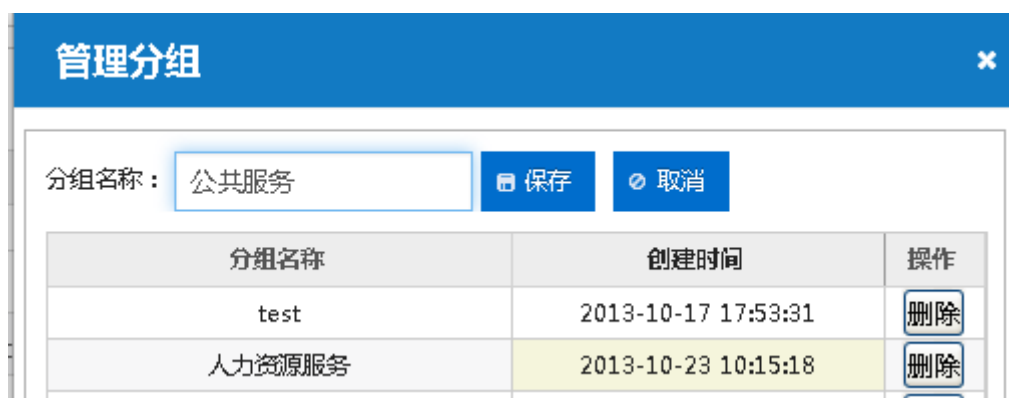 管理分组
分组名称： 公共服务 保存 取消
分组名称 创建时间 操作
test 2013-10-17 17:53:31 删除
人力资源服务 2013-10-23 10:15:18 删除